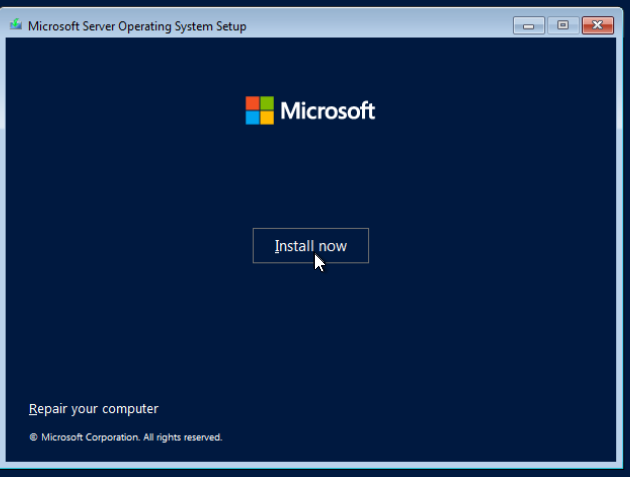 Microsoft Server Operating System Setup
Microsoft
Install now
Repair your computer
© Microsoft Corporation. All rights reserved.